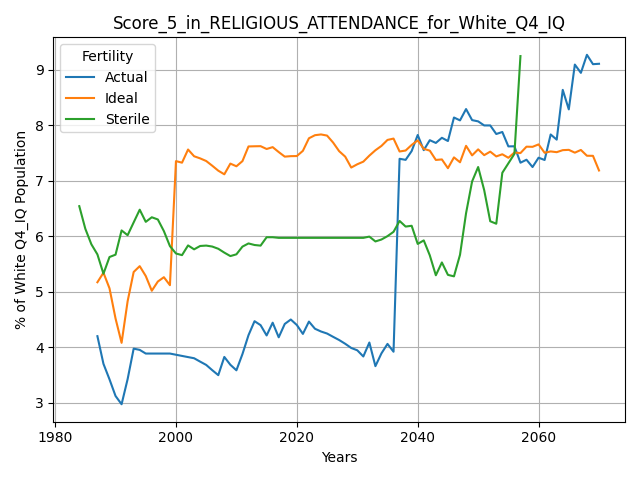 Score_5_in_RELIGIOUS_ATTENDANCE_for_White_Q4_IQ
Fertility
Actual
Ideal
Sterile
% of White Q4_IQ Population
9
8
7
6
5
4
3
1980
2000
2020
2040
2060
Years